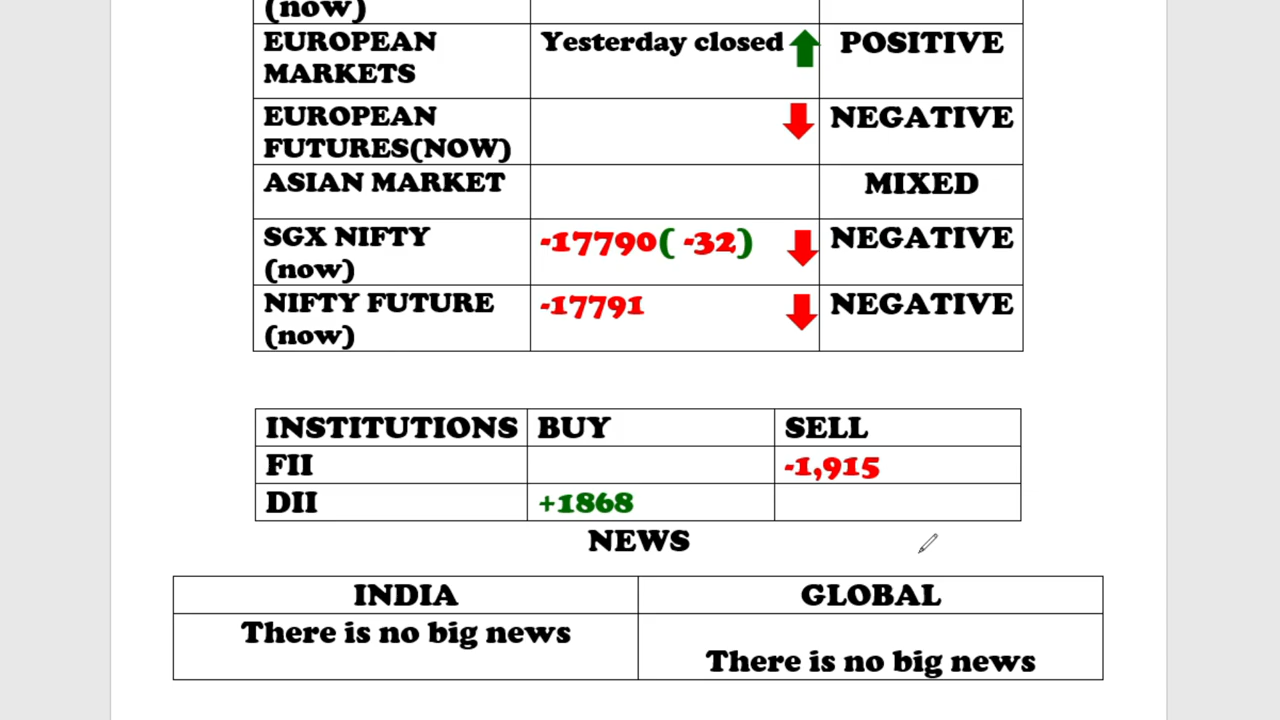 (now)
EUROPEAN MARKETS Yesterday closed POSITIVE
EUROPEAN FUTURES(NOW) NEGATIVE
ASIAN MARKET MIXED
SGX NIFTY (now) -17790( -32) NEGATIVE
NIFTY FUTURE (now) -17791 NEGATIVE
INSTITUTIONS BUY SELL
FII -1,915
DII +1868
NEWS
INDIA GLOBAL
There is no big news There is no big news